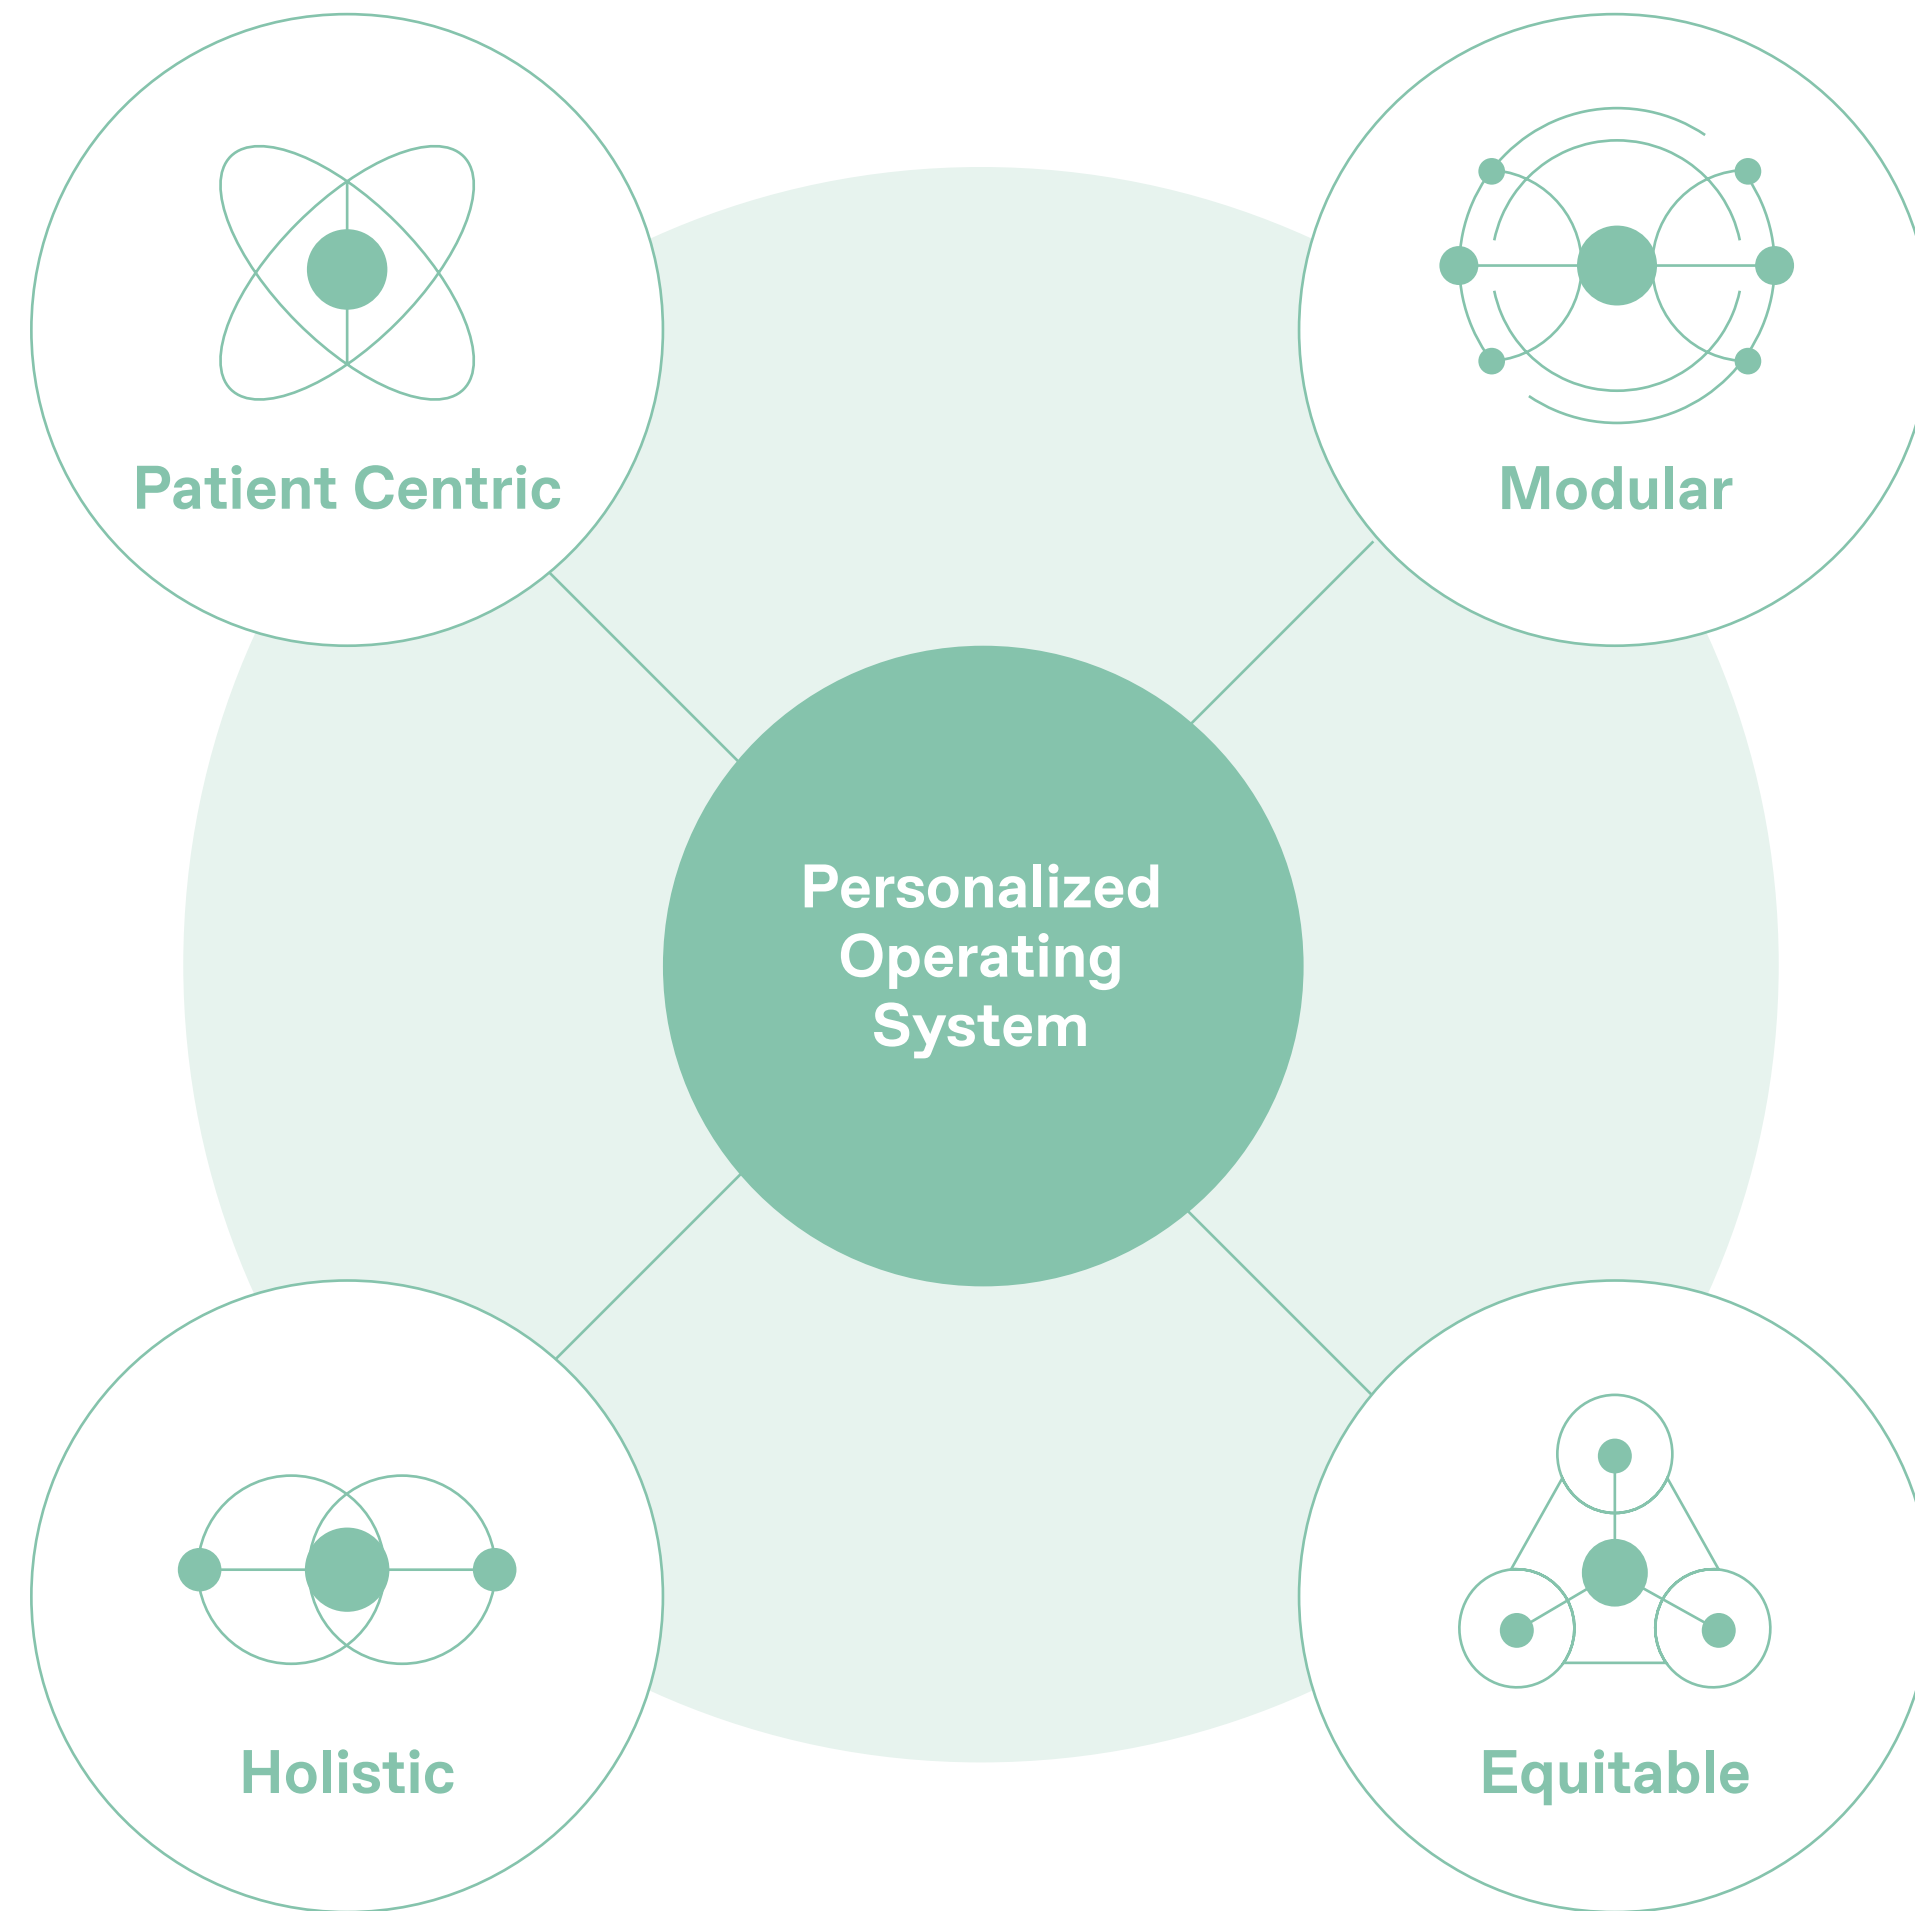 Patient Centric
Modular
Personalized
Operating
System
Holistic
Equitable